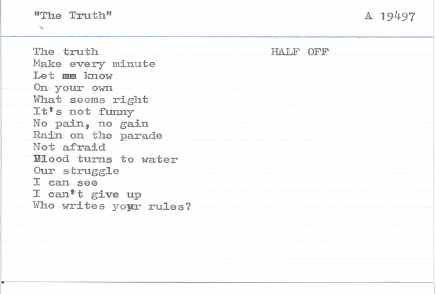 "The Truth" A 19497
The truth HALF OFF
Make every minute
Let me know
On your own
What seems right
It's not funny
No pain, no gain
Rain on the parade
Not afraid
Blood turns to water
Our struggle
I can see
I can't give up
Who writes your rules?